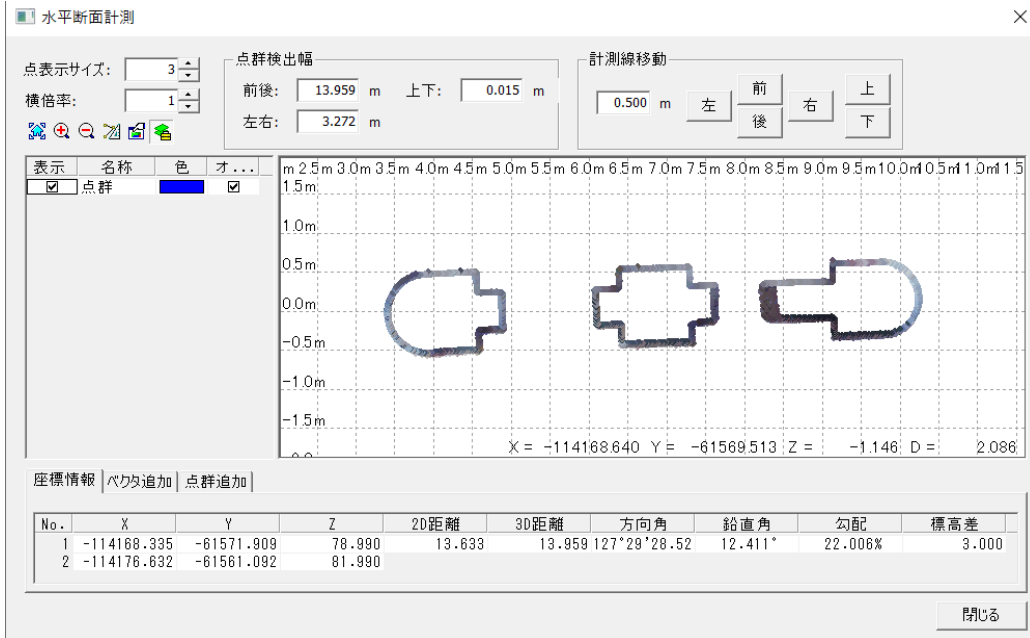 水平断面計測
点表示サイズ: 3
横倍率: 1
点群検出幅
前後: 13.959 m 上下: 0.015 m
左右: 3.272 m
計測線移動
0.500 m 左 前 後 右 上 下
表示 名称 色 オ...
点群
m 2.5m 3.0m 3.5m 4.0m 4.5m 5.0m 5.5m 6.0m 6.5m 7.0m 7.5m 8.0m 8.5m 9.0m 9.5m 10.0m 10.5m 11.0m 11.5
1.5m
1.0m
0.5m
0.0m
-0.5m
-1.0m
-1.5m
X = -114168.640 Y = -61569.513 Z = -1.146 D = 2.086
座標情報 ベクタ追加 点群追加
No. X Y Z 2D距離 3D距離 方向角 鉛直角 勾配 標高差
1 -114168.335 -61571.909 78.990 13.633 13.959 127°29'28.52 12.411° 22.006% 3.000
2 -114176.632 -61561.092 81.990
閉じる